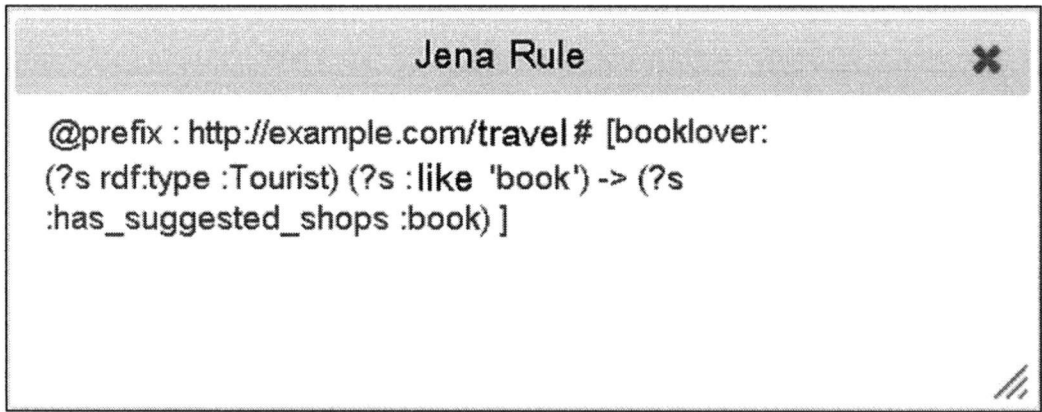 Jena Rule
@prefix : http://example.com/travel# [booklover:
(?s rdf:type :Tourist) (?s :like 'book') -> (?s
:has_suggested_shops :book) ]